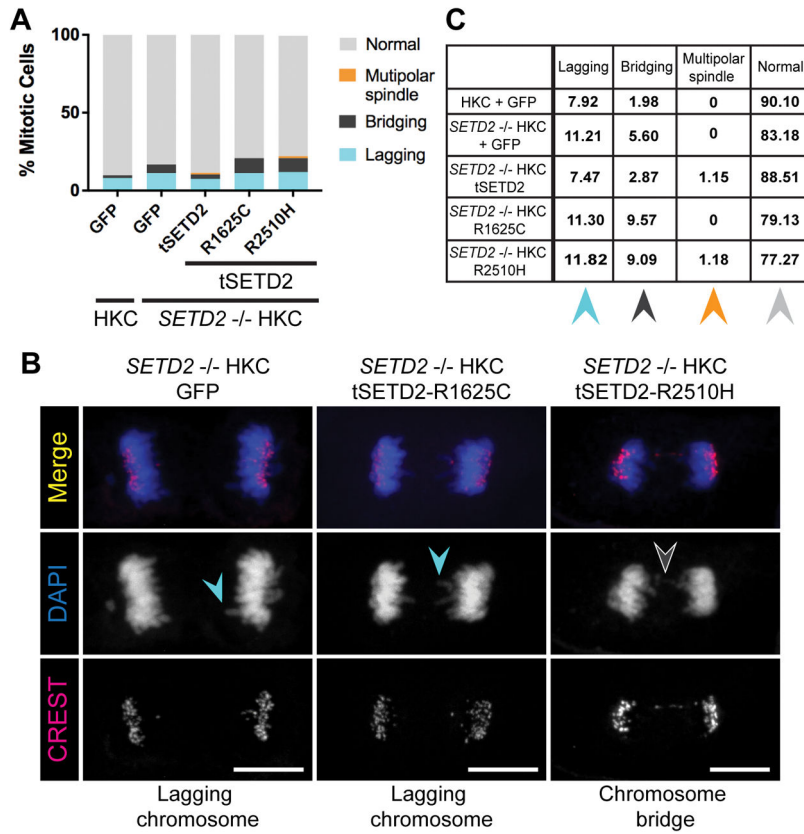 A
% Mitotic Cells
100
50
0
GFP
GFP
tSETD2
R1625C
R2510H
tSETD2
HKC
SETD2 -/- HKC
Normal
Mutipolar
spindle
Bridging
Lagging
C
Lagging
Bridging
Multipolar
spindle
Normal
HKC + GFP
7.92
1.98
0
90.10
SETD2 -/- HKC
+ GFP
11.21
5.60
0
83.18
SETD2 -/- HKC
tSETD2
7.47
2.87
1.15
88.51
SETD2 -/- HKC
R1625C
11.30
9.57
0
79.13
SETD2 -/- HKC
R2510H
11.82
9.09
1.18
77.27
B
SETD2 -/- HKC
GFP
SETD2 -/- HKC
tSETD2-R1625C
SETD2 -/- HKC
tSETD2-R2510H
Merge
DAPI
CREST
Lagging
chromosome
Lagging
chromosome
Chromosome
bridge